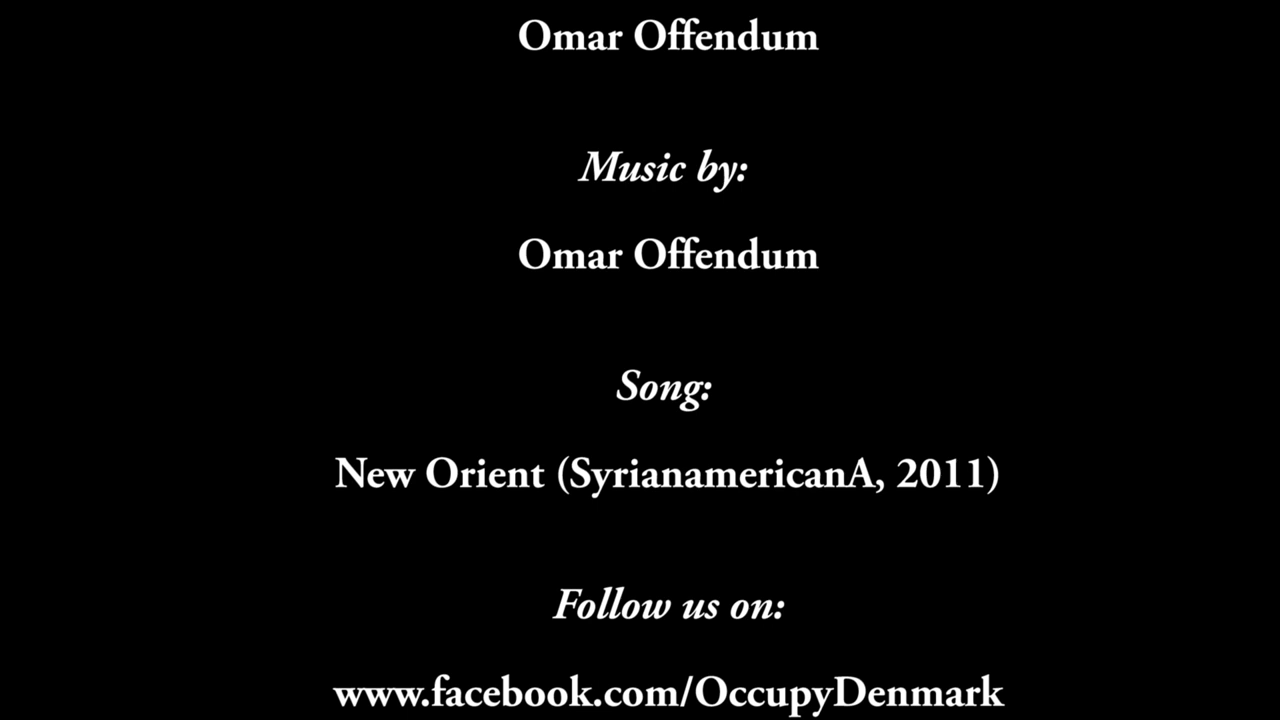 Omar Offendum
Music by:
Omar Offendum
Song:
New Orient (SyrianamericanA, 2011)
Follow us on:
www.facebook.com/OccupyDenmark